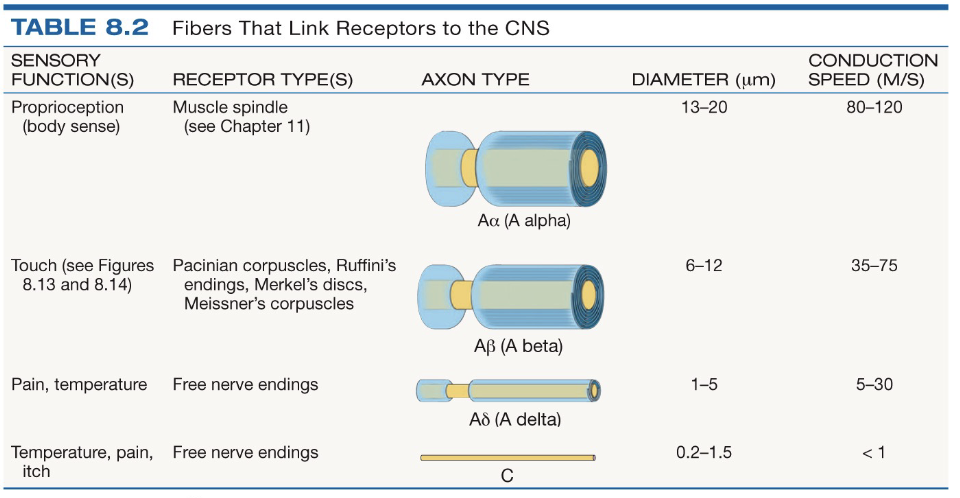 TABLE 8.2 Fibers That Link Receptors to the CNS
SENSORY FUNCTION(S) RECEPTOR TYPE(S) AXON TYPE DIAMETER (μm) CONDUCTION SPEED (M/S)
Proprioception Muscle spindle 13–20 80–120
(body sense) (see Chapter 11)
Aα (A alpha)
Touch (see Figures Pacinian corpuscles, Ruffini’s 6–12 35–75
8.13 and 8.14) endings, Merkel’s discs,
Meissner’s corpuscles
Aβ (A beta)
Pain, temperature Free nerve endings 1–5 5–30
Aδ (A delta)
Temperature, pain, Free nerve endings 0.2–1.5 < 1
itch
C